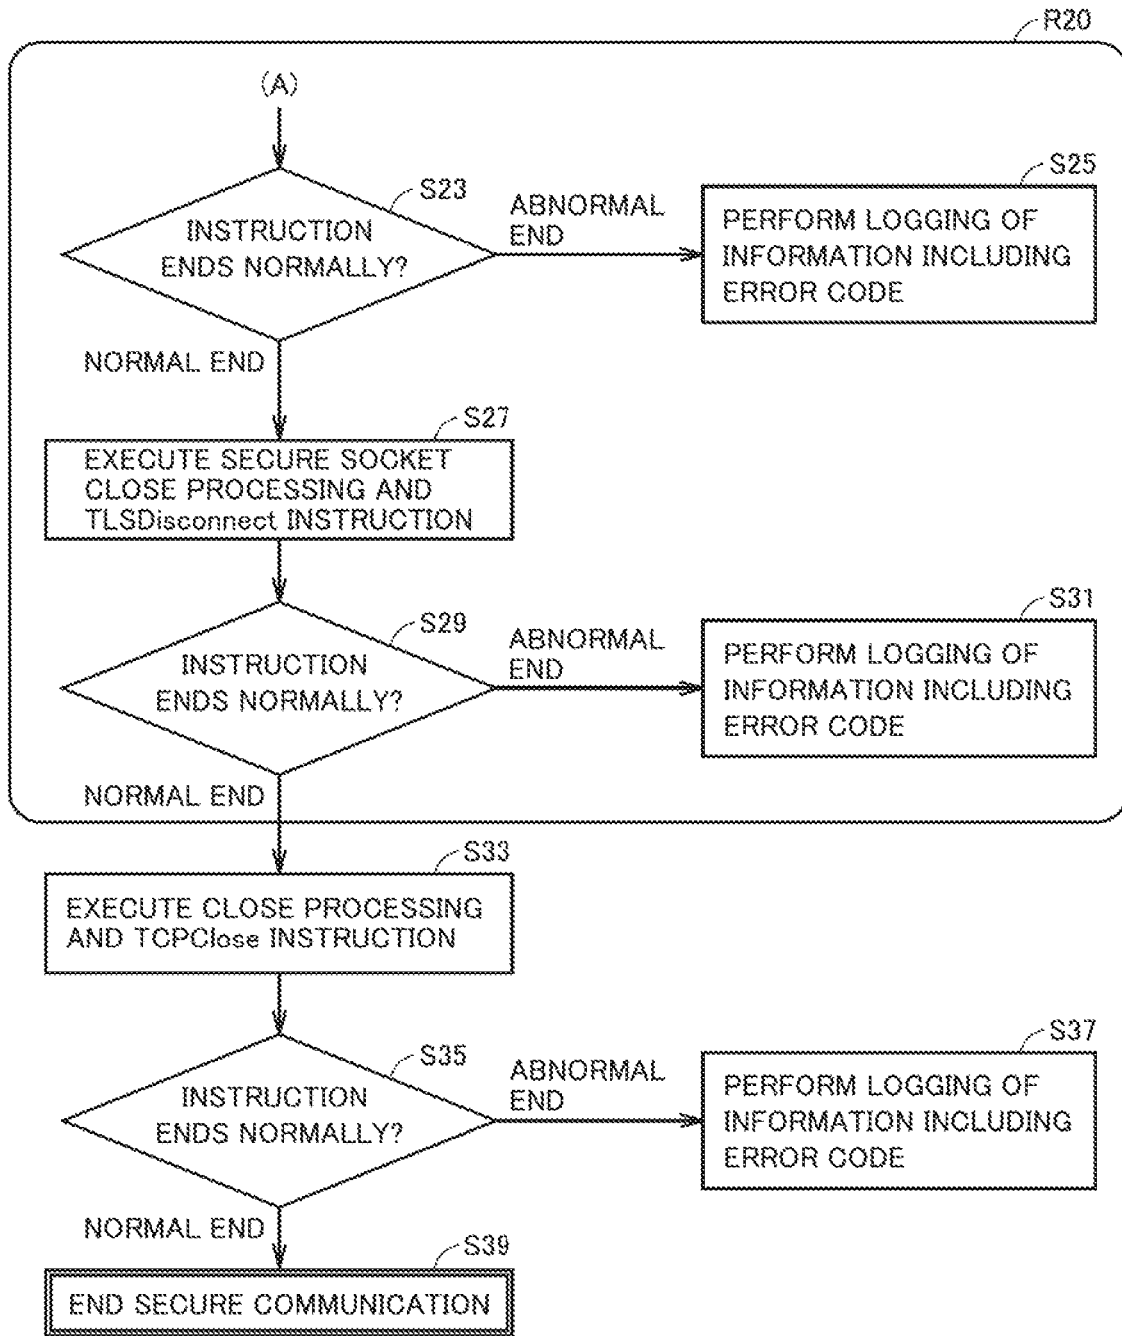 R20
(A)
S23
INSTRUCTION
ENDS NORMALLY?
ABNORMAL
END
S25
PERFORM LOGGING OF
INFORMATION INCLUDING
ERROR CODE
NORMAL END
S27
EXECUTE SECURE SOCKET
CLOSE PROCESSING AND
TLSDisconnect INSTRUCTION
S29
INSTRUCTION
ENDS NORMALLY?
ABNORMAL
END
S31
PERFORM LOGGING OF
INFORMATION INCLUDING
ERROR CODE
NORMAL END
S33
EXECUTE CLOSE PROCESSING
AND TCPClose INSTRUCTION
S35
INSTRUCTION
ENDS NORMALLY?
ABNORMAL
END
S37
PERFORM LOGGING OF
INFORMATION INCLUDING
ERROR CODE
NORMAL END
S39
END SECURE COMMUNICATION